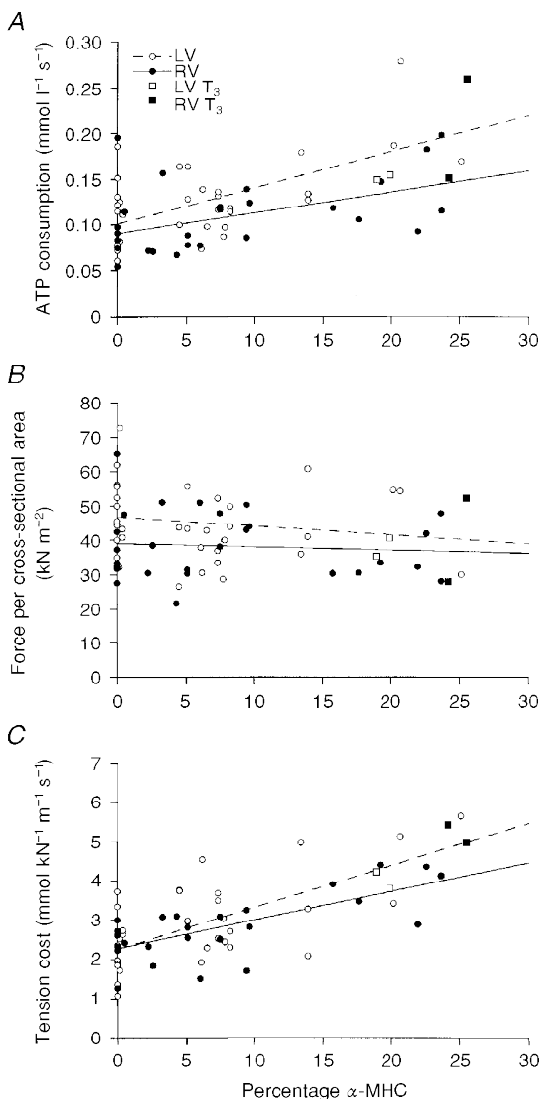 A
ATP consumption (mmol l⁻¹ s⁻¹)
0.30
0.25
0.20
0.15
0.10
0.05
0
LV
RV
LV T₃
RV T₃
0 5 10 15 20 25 30
B
Force per cross-sectional area
(kN m⁻²)
80
70
60
50
40
30
20
10
0
0 5 10 15 20 25 30
C
Tension cost (mmol kN⁻¹ m⁻¹ s⁻¹)
7
6
5
4
3
2
1
0
0 5 10 15 20 25 30
Percentage α-MHC